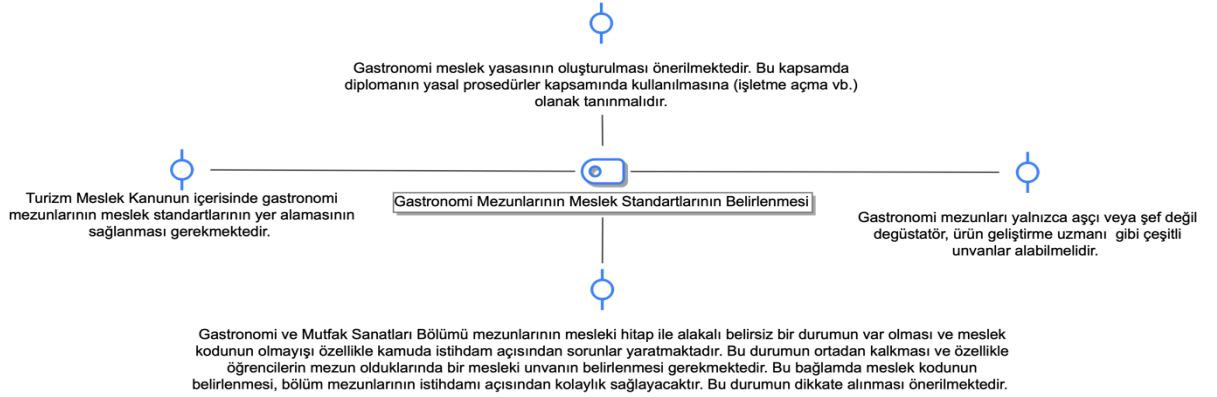 Gastronomi meslek yasasının oluşturulması önerilmektedir. Bu kapsamda
diplomanın yasal prosedürler kapsamında kullanılmasına (işletme açma vb.)
olanak tanınmalıdır.
Turizm Meslek Kanunun içerisinde gastronomi
mezunlarının meslek standartlarının yer alamasının
sağlanması gerekmektedir.
Gastronomi Mezunlarının Meslek Standartlarının Belirlenmesi
Gastronomi mezunları yalnızca aşçı veya şef değil
degüstatör, ürün geliştirme uzmanı gibi çeşitli
unvanlar alabilmelidir.
Gastronomi ve Mutfak Sanatları Bölümü mezunlarının mesleki hitap ile alakalı belirsiz bir durumun var olması ve meslek
kodunun olmayışı özellikle kamuda istihdam açısından sorunlar yaratmaktadır. Bu durumun ortadan kalkması ve özellikle
öğrencilerin mezun olduklarında bir mesleki unvanın belirlenmesi gerekmektedir. Bu bağlamda meslek kodunun
belirlenmesi, bölüm mezunlarının istihdamı açısından kolaylık sağlayacaktır. Bu durumun dikkate alınması önerilmektedir.